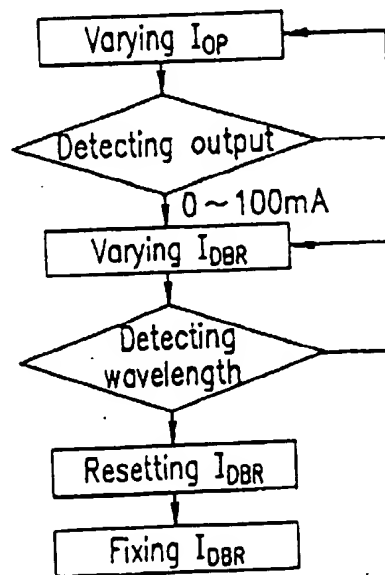 Varying I_OP
Detecting output
0~100mA
Varying I_DBR
Detecting
wavelength
Resetting I_DBR
Fixing I_DBR